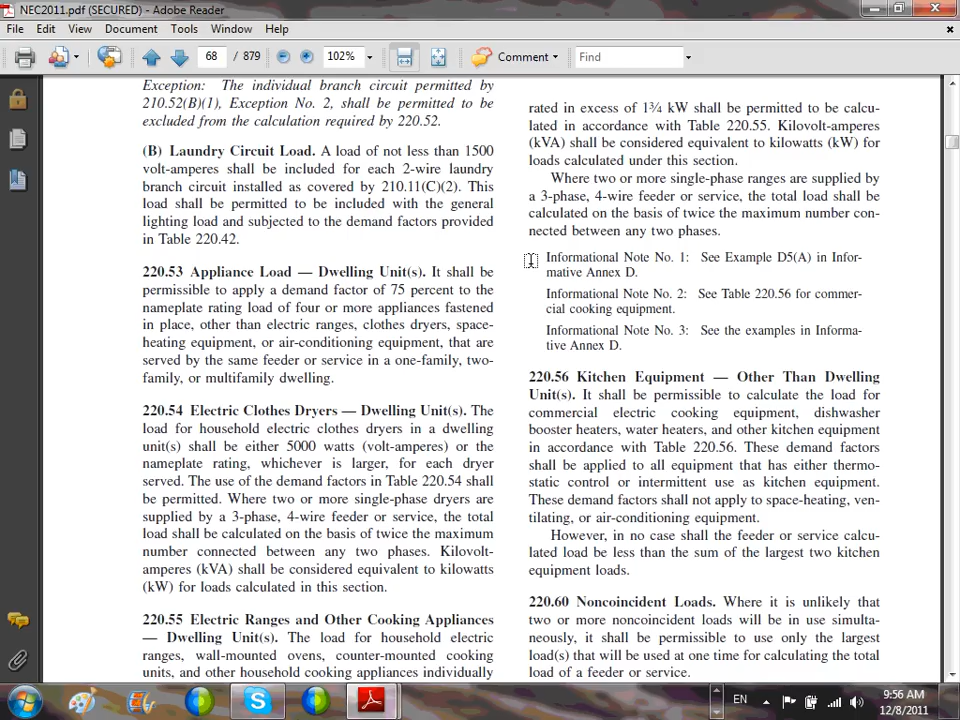 NEC2011.pdf (SECURED) - Adobe Reader
File Edit View Document Tools Window Help
68 / 879 102% Comment Find
Exception: The individual branch circuit permitted by
210.52(B)(1), Exception No. 2, shall be permitted to be
excluded from the calculation required by 220.52.
(B) Laundry Circuit Load. A load of not less than 1500
volt-amperes shall be included for each 2-wire laundry
branch circuit installed as covered by 210.11(C)(2). This
load shall be permitted to be included with the general
lighting load and subjected to the demand factors provided
in Table 220.42.
220.53 Appliance Load — Dwelling Unit(s). It shall be
permissible to apply a demand factor of 75 percent to the
nameplate rating load of four or more appliances fastened
in place, other than electric ranges, clothes dryers, space-
heating equipment, or air-conditioning equipment, that are
served by the same feeder or service in a one-family, two-
family, or multifamily dwelling.
220.54 Electric Clothes Dryers — Dwelling Unit(s). The
load for household electric clothes dryers in a dwelling
unit(s) shall be either 5000 watts (volt-amperes) or the
nameplate rating, whichever is larger, for each dryer
served. The use of the demand factors in Table 220.54 shall
be permitted. Where two or more single-phase dryers are
supplied by a 3-phase, 4-wire feeder or service, the total
load shall be calculated on the basis of twice the maximum
number connected between any two phases. Kilovolt-
amperes (kVA) shall be considered equivalent to kilowatts
(kW) for loads calculated in this section.
220.55 Electric Ranges and Other Cooking Appliances
— Dwelling Unit(s). The load for household electric
ranges, wall-mounted ovens, counter-mounted cooking
units, and other household cooking appliances individually
rated in excess of 1¾ kW shall be permitted to be calcu-
lated in accordance with Table 220.55. Kilovolt-amperes
(kVA) shall be considered equivalent to kilowatts (kW) for
loads calculated under this section.
Where two or more single-phase ranges are supplied by
a 3-phase, 4-wire feeder or service, the total load shall be
calculated on the basis of twice the maximum number con-
nected between any two phases.
Informational Note No. 1: See Example D5(A) in Infor-
mative Annex D.
Informational Note No. 2: See Table 220.56 for commer-
cial cooking equipment.
Informational Note No. 3: See the examples in Informa-
tive Annex D.
220.56 Kitchen Equipment — Other Than Dwelling
Unit(s). It shall be permissible to calculate the load for
commercial electric cooking equipment, dishwasher
booster heaters, water heaters, and other kitchen equipment
in accordance with Table 220.56. These demand factors
shall be applied to all equipment that has either thermo-
static control or intermittent use as kitchen equipment.
These demand factors shall not apply to space-heating, ven-
tilating, or air-conditioning equipment.
However, in no case shall the feeder or service calcu-
lated load be less than the sum of the largest two kitchen
equipment loads.
220.60 Noncoincident Loads. Where it is unlikely that
two or more noncoincident loads will be in use simulta-
neously, it shall be permissible to use only the largest
load(s) that will be used at one time for calculating the total
load of a feeder or service.
EN 9:56 AM
12/8/2011